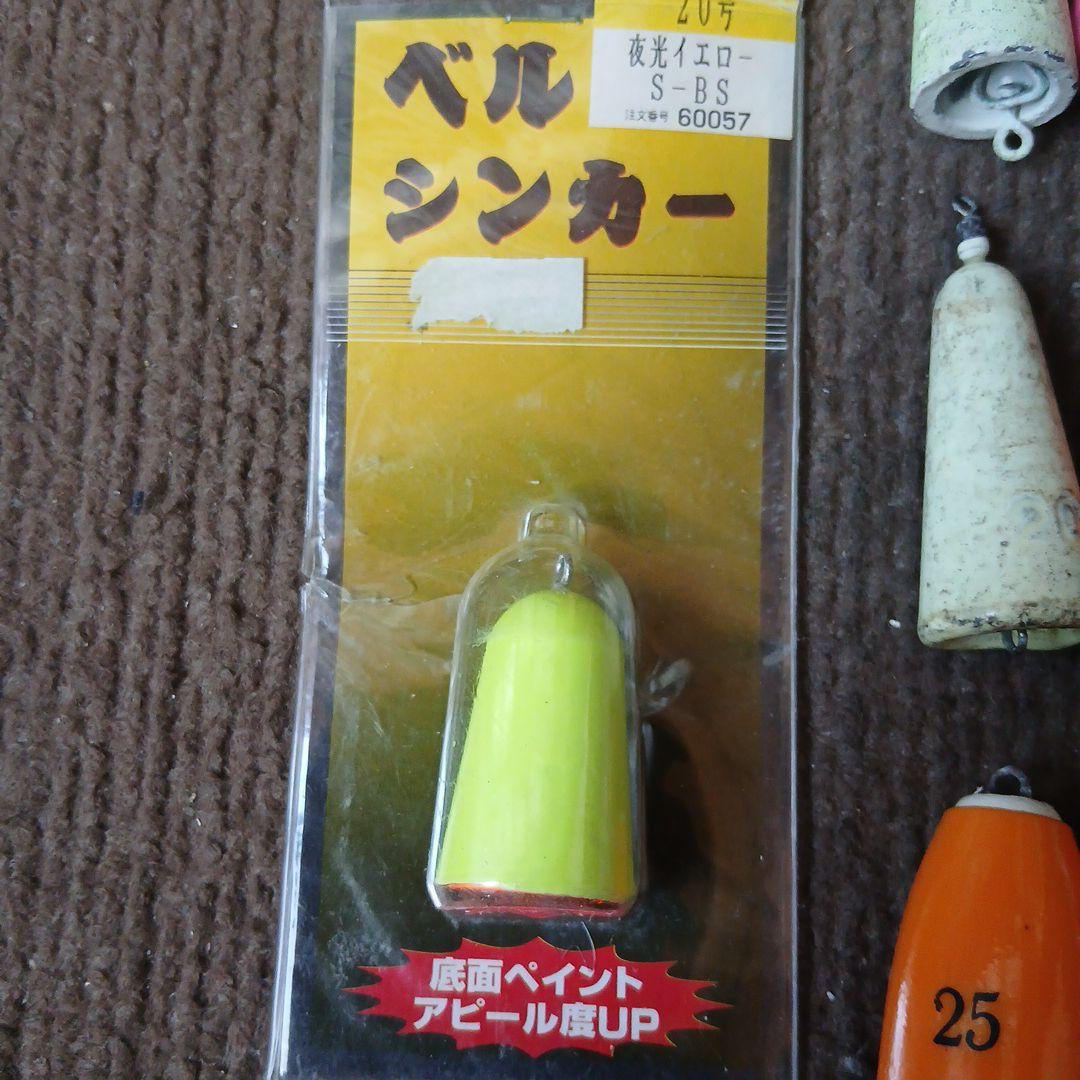 20号
夜光イエロー
S-BS
注文番号 60057
ベル
シンカー
底面ペイント
アピール度UP
20
25